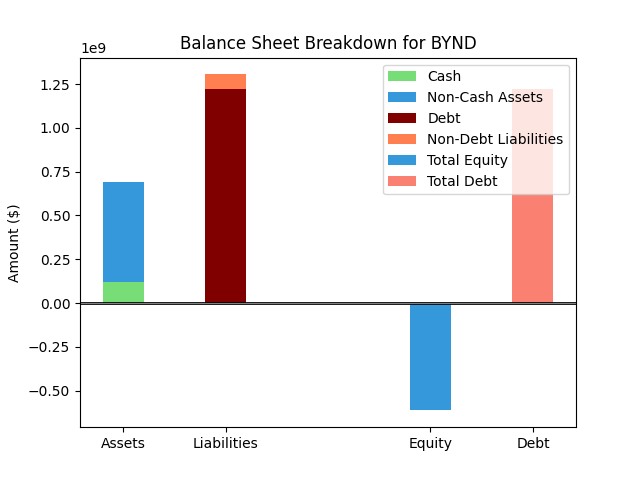 Balance Sheet Breakdown for BYND
1e9
Amount ($)
1.25
1.00
0.75
0.50
0.25
0.00
−0.25
−0.50
Cash
Non-Cash Assets
Debt
Non-Debt Liabilities
Total Equity
Total Debt
Assets
Liabilities
Equity
Debt